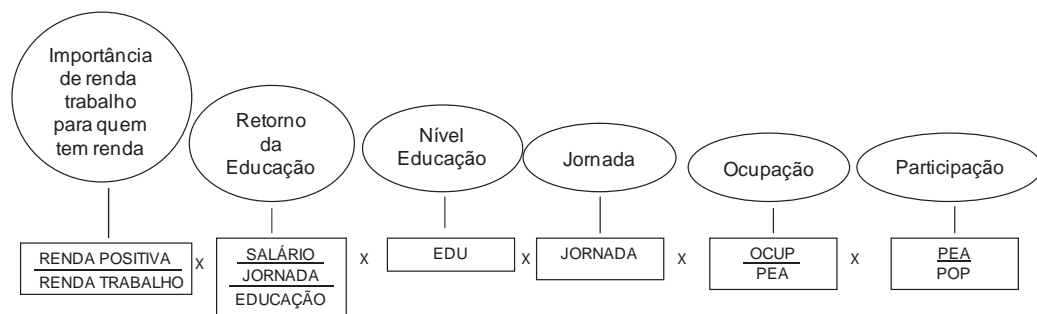 Importância
de renda
trabalho
para quem
tem renda
Retorno
da
Educação
Nível
Educação
Jornada
Ocupação
Participação
RENDA POSITIVA
RENDA TRABALHO
x
SALÁRIO
JORNADA
EDUCAÇÃO
x
EDU
x
JORNADA
x
OCUP
PEA
x
PEA
POP